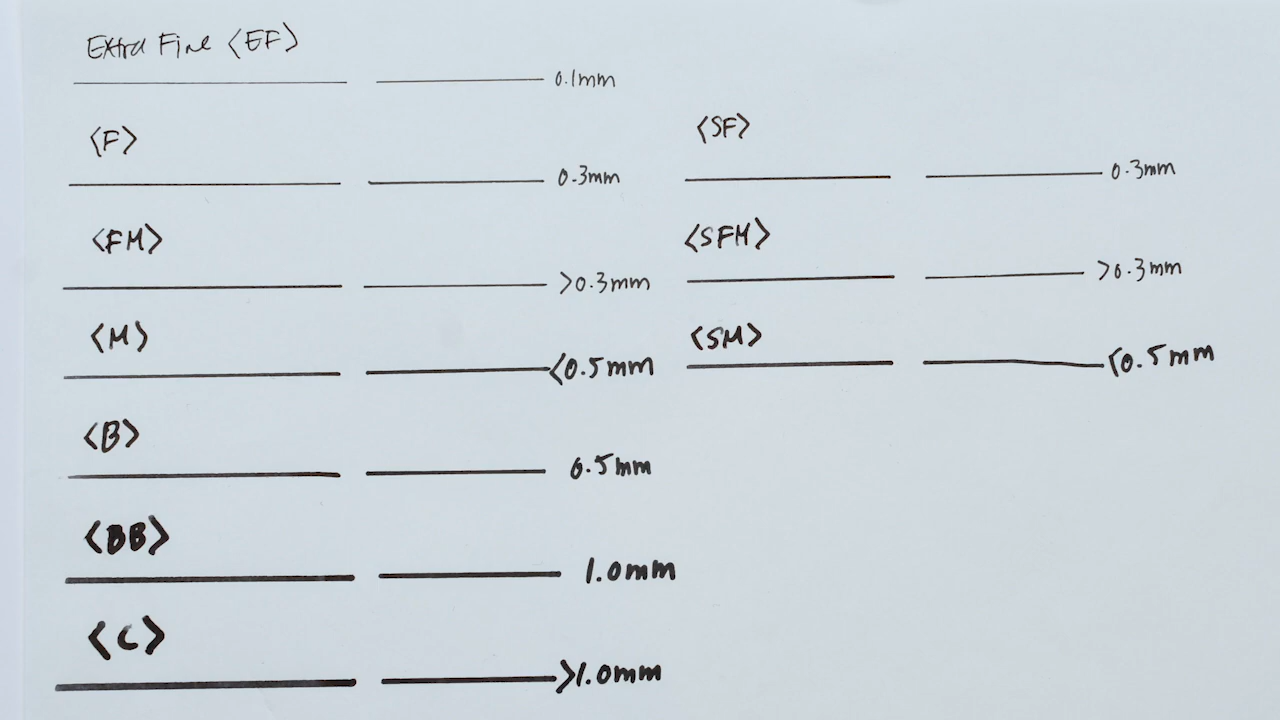 Extra Fine <EF>
0.1mm
<F>
0.3mm
<FM>
>0.3mm
<M>
<0.5mm
<B>
0.5mm
<BB>
1.0mm
<C>
>1.0mm
<SF>
0.3mm
<SFM>
>0.3mm
<SM>
<0.5mm